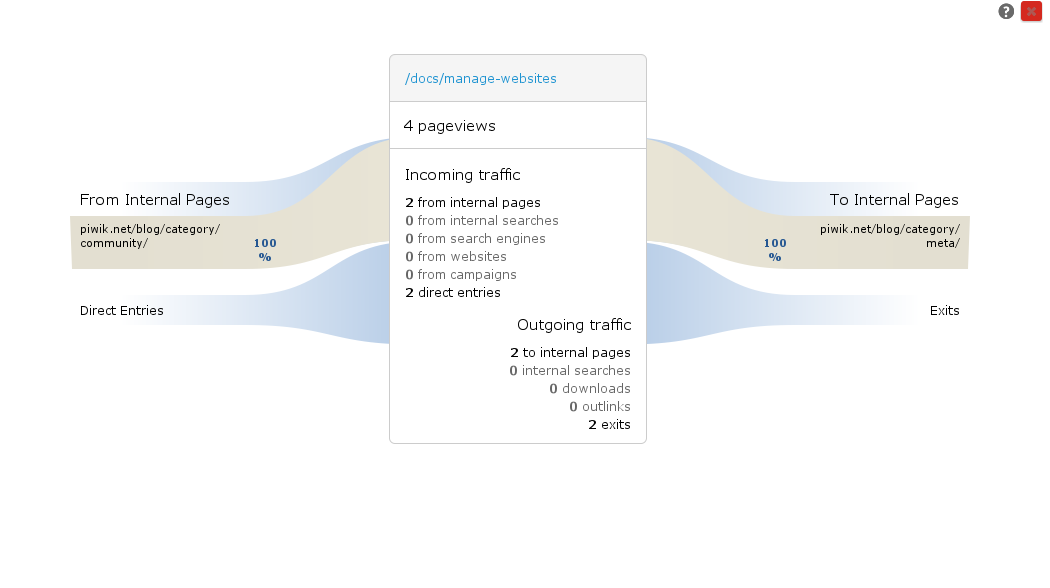 ?
/docs/manage-websites
4 pageviews
Incoming traffic
2 from internal pages
0 from internal searches
0 from search engines
0 from websites
0 from campaigns
2 direct entries
Outgoing traffic
2 to internal pages
0 internal searches
0 downloads
0 outlinks
2 exits
From Internal Pages
piwik.net/blog/category/
community/
100
%
Direct Entries
To Internal Pages
piwik.net/blog/category/
meta/
100
%
Exits